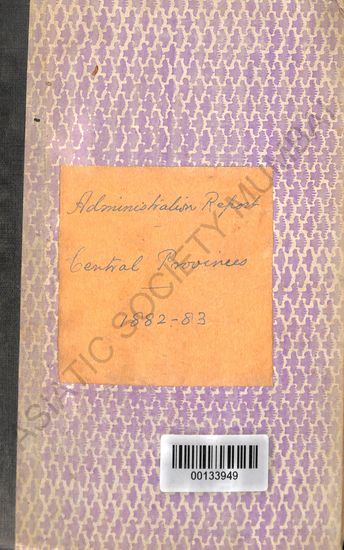 Administration Report
Central Provinces
1882-83
ASIATIC SOCIETY MUMBAI
00133949